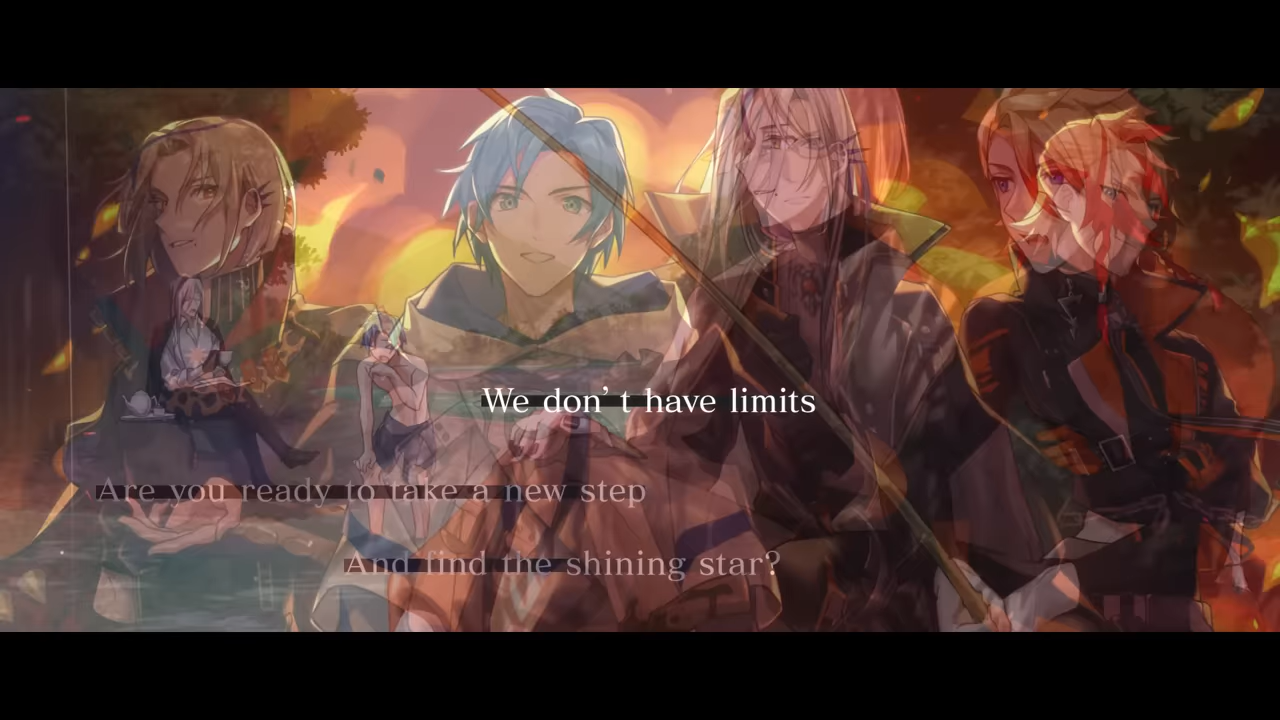 We don't have limits
Are you ready to take a new step
And find the shining star?